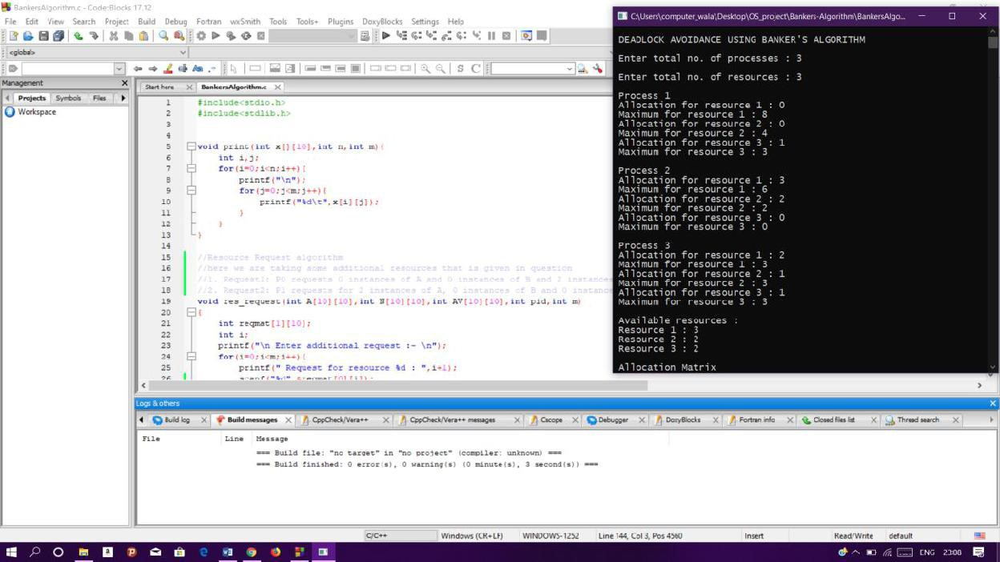 BankersAlgorithm.c - Code::Blocks 17.12
File Edit View Search Project Build Debug Fortran wxSmith Tools Tools+ Plugins DoxyBlocks Settings Help
<global>
Management
Projects Symbols Files
Workspace
Start here BankersAlgorithm.c
1 #include<stdio.h>
2 #include<stdlib.h>
3
4
5 void print(int x[][10],int n,int m){
6 int i,j;
7 for(i=0;i<n;i++){
8 printf("\n");
9 for(j=0;j<m;j++){
10 printf("%d\t",x[i][j]);
11 }
12 }
13 }
14
15 //Resource Request algorithm
16 //here we are taking some additional resources that is given in question
17 //1. Request1: P0 requests 0 instances of A and 0 instances of B and 2 instances
18 //2. Request2: P1 requests for 2 instances of A, 0 instances of B and 0 instance
19 void res_request(int A[10][10],int N[10][10],int AV[10][10],int pid,int m)
20 {
21 int reqmat[1][10];
22 int i;
23 printf("\n Enter additional request :- \n");
24 for(i=0;i<m;i++){
25 printf(" Request for resource %d : ",i+1);
26 scanf("%d",&reqmat[0][i]);
C:\Users\computer_wala\Desktop\OS_project\Bankers-Algorithm\BankersAlgo...
DEADLOCK AVOIDANCE USING BANKER'S ALGORITHM
Enter total no. of processes : 3
Enter total no. of resources : 3
Process 1
Allocation for resource 1 : 0
Maximum for resource 1 : 8
Allocation for resource 2 : 0
Maximum for resource 2 : 4
Allocation for resource 3 : 1
Maximum for resource 3 : 3
Process 2
Allocation for resource 1 : 3
Maximum for resource 1 : 6
Allocation for resource 2 : 2
Maximum for resource 2 : 2
Allocation for resource 3 : 0
Maximum for resource 3 : 0
Process 3
Allocation for resource 1 : 2
Maximum for resource 1 : 3
Allocation for resource 2 : 1
Maximum for resource 2 : 3
Allocation for resource 3 : 1
Maximum for resource 3 : 3
Available resources :
Resource 1 : 3
Resource 2 : 2
Resource 3 : 2
Allocation Matrix
Logs & others
Build log Build messages CppCheck/Vera++ CppCheck/Vera++ messages Cscope Debugger DoxyBlocks Fortran info Closed files list Thread search
File Line Message
=== Build file: "no target" in "no project" (compiler: unknown) ===
=== Build finished: 0 error(s), 0 warning(s) (0 minute(s), 3 second(s)) ===
C/C++ Windows (CR+LF) WINDOWS-1252 Line 144, Col 3, Pos 4560 Insert Read/Write default
ENG 23:08